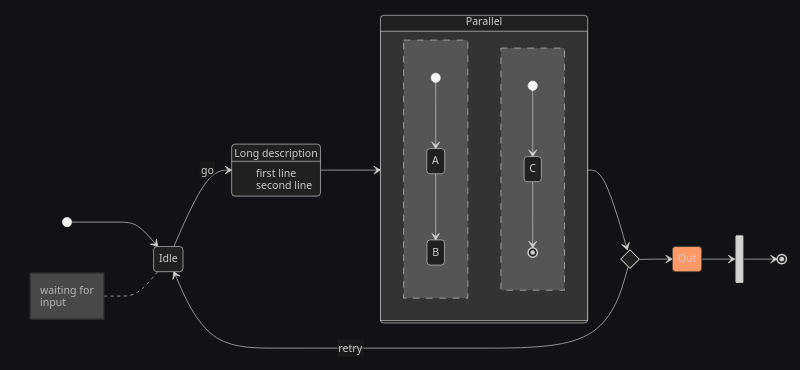 Parallel
A
C
B
Long description
first line
second line
go
Idle
waiting for
input
Out
retry